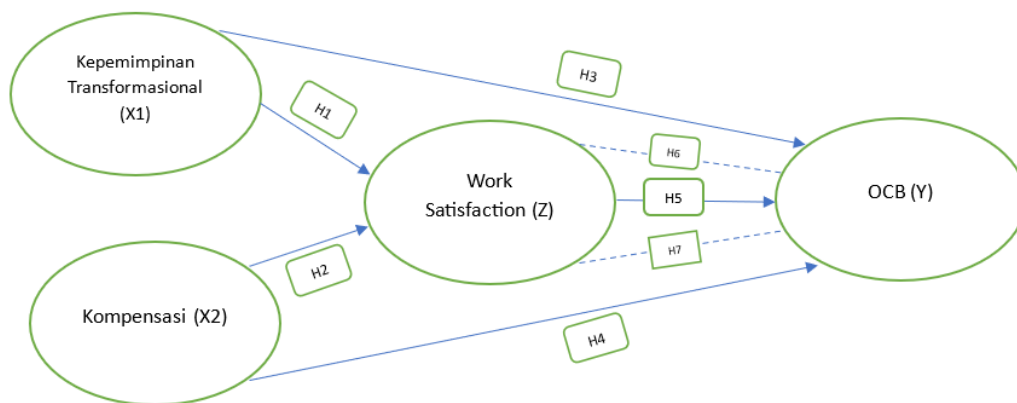 Kepemimpinan
Transformasional
(X1)
H3
H1
H6
Work
Satisfaction (Z)
H5
OCB (Y)
H7
H2
Kompensasi (X2)
H4